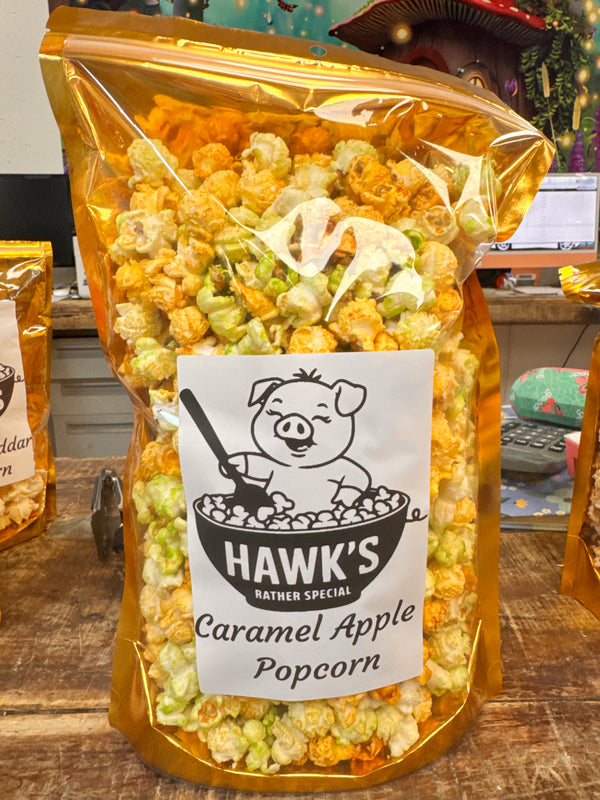 HAWK'S
RATHER SPECIAL
Caramel Apple
Popcorn